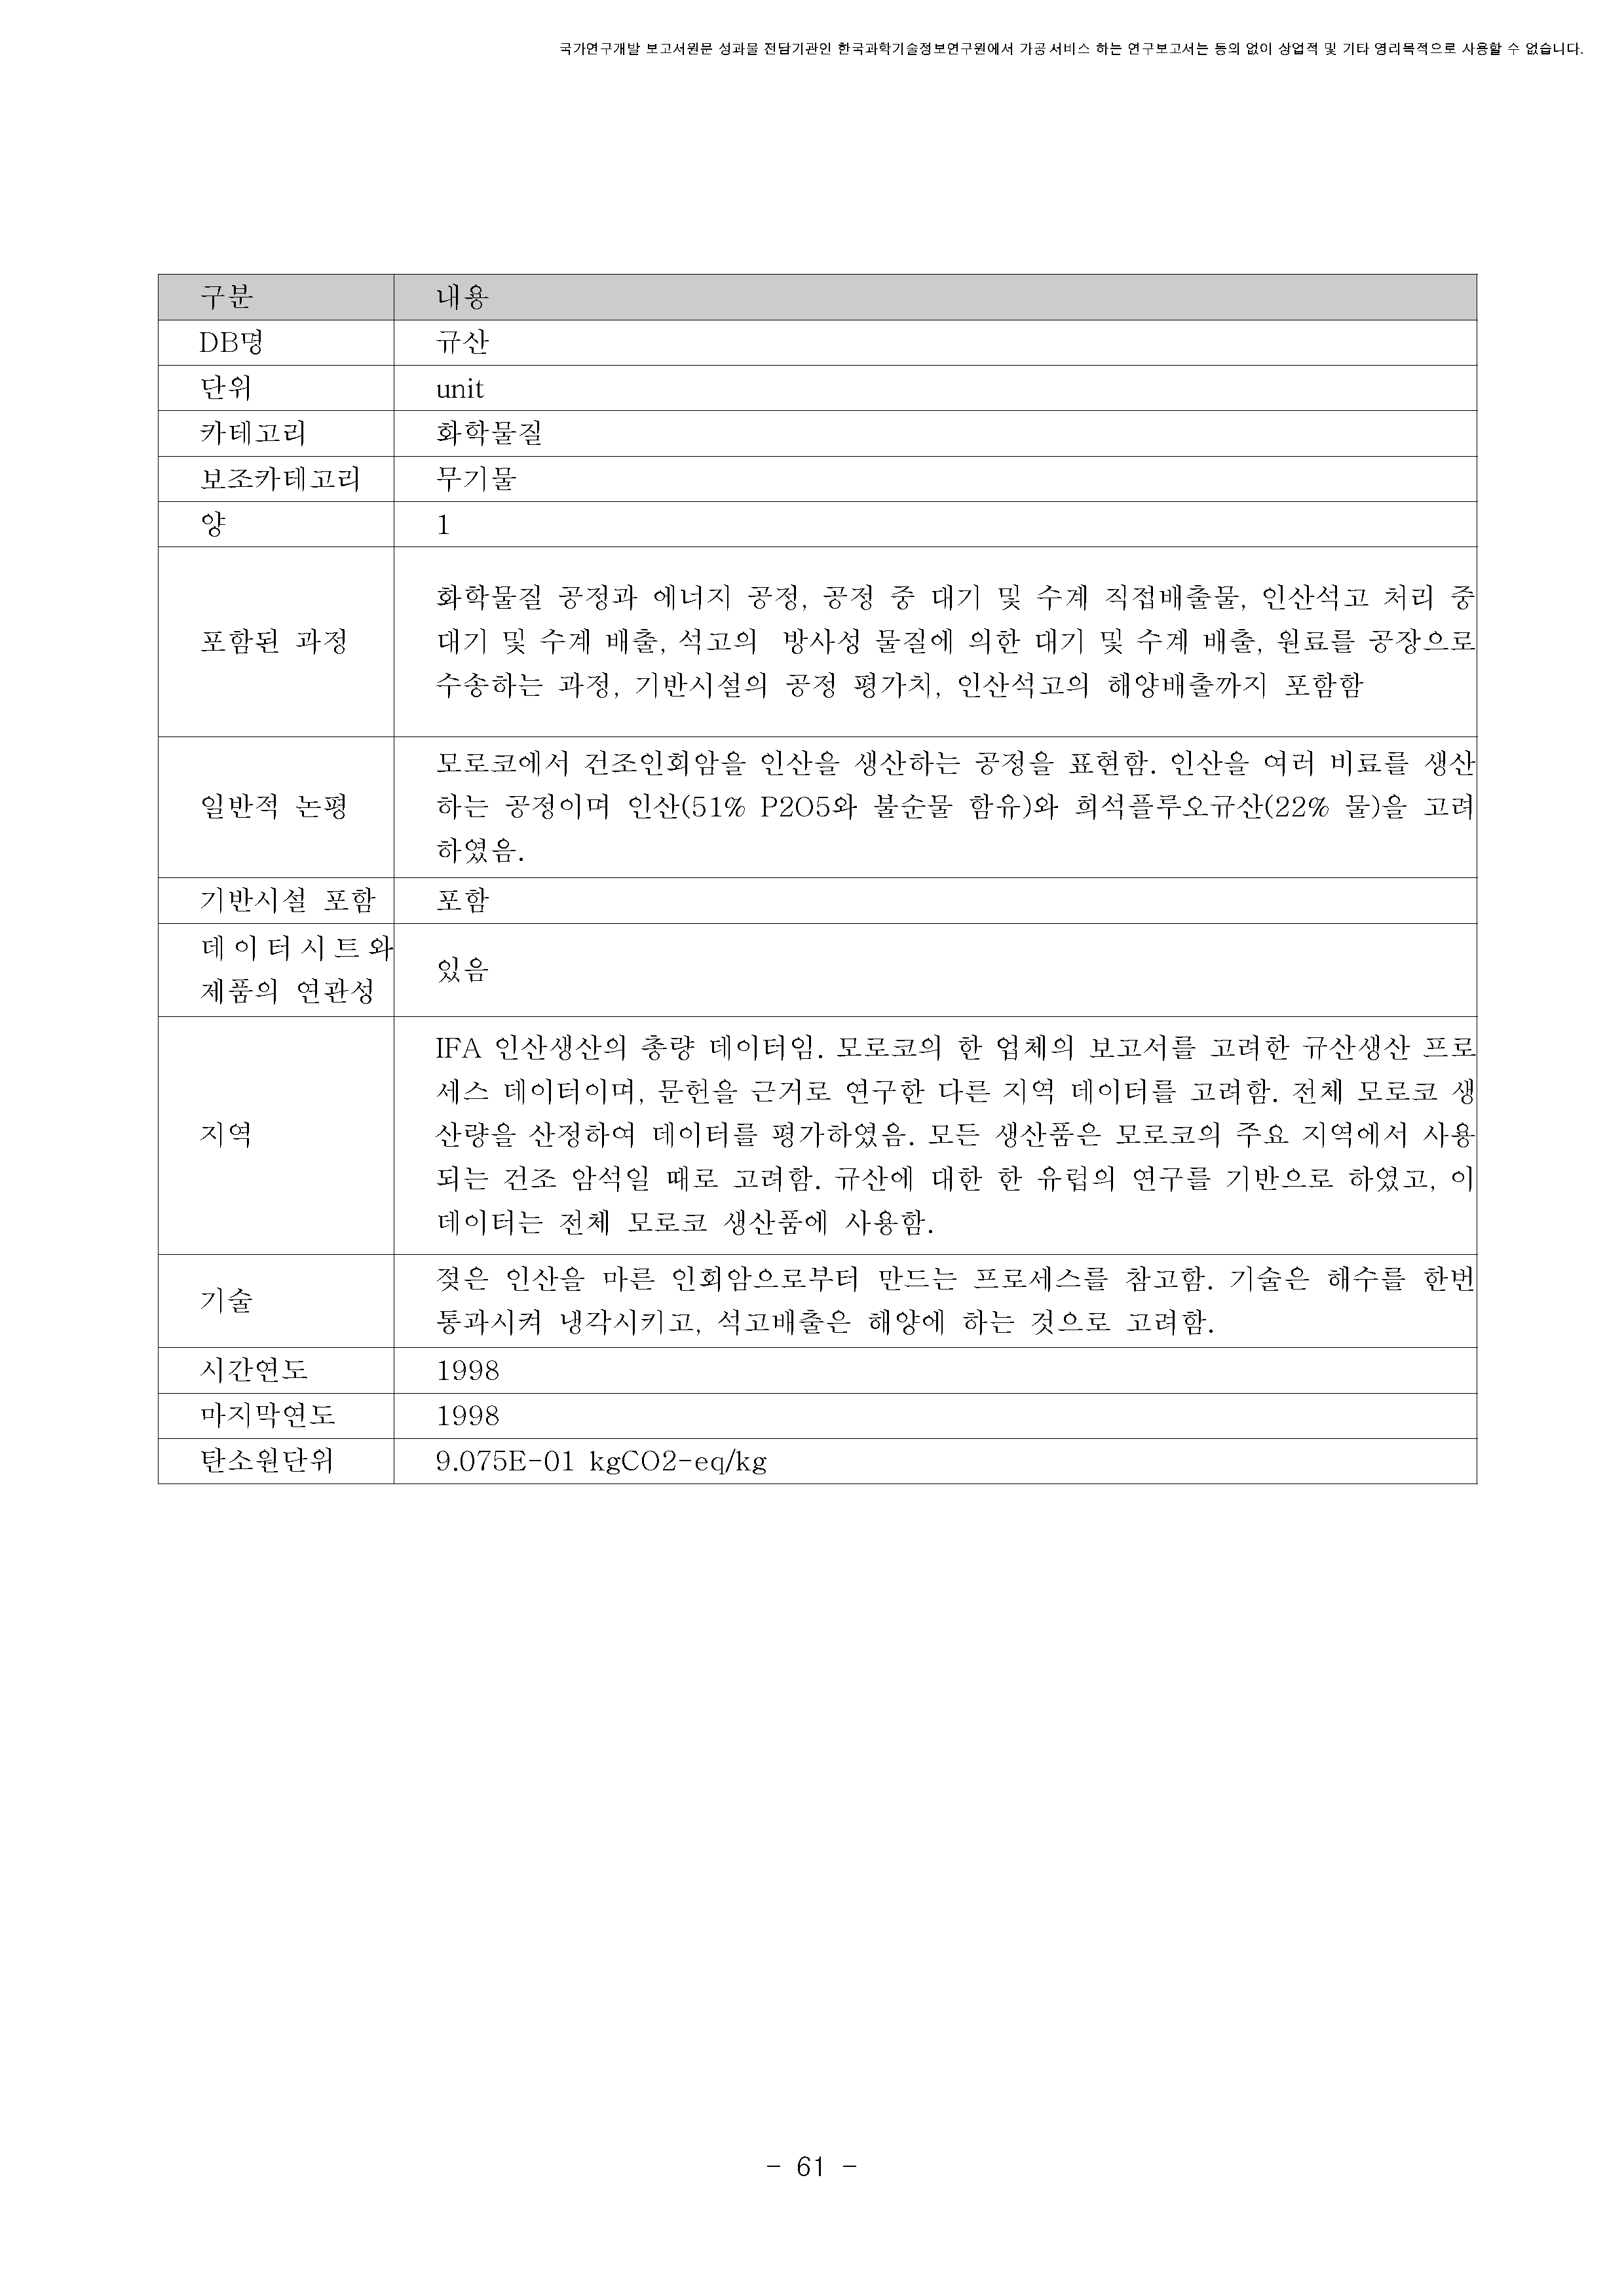 국가연구개발 보고서원문 성과물 전담기관인 한국과학기술정보연구원에서 가공·서비스 하는 연구보고서는 동의 없이 상업적 및 기타 영리목적으로 사용할 수 없습니다.
구분 내용
DB명 규산
단위 unit
카테고리 화학물질
보조카테고리 무기물
양 1
포함된 과정
화학물질 공정과 에너지 공정, 공정 중 대기 및 수계 직접배출물, 인산석고 처리 중
대기 및 수계 배출, 석고의 방사성 물질에 의한 대기 및 수계 배출, 원료를 공장으로
수송하는 과정, 기반시설의 공정 평가치, 인산석고의 해양배출까지 포함함
일반적 논평
모로코에서 건조인회암을 인산을 생산하는 공정을 표현함. 인산을 여러 비료를 생산
하는 공정이며 인산(51% P2O5와 불순물 함유)와 희석플루오규산(22% 물)을 고려
하였음.
기반시설 포함 포함
데이터시트와
제품의 연관성
있음
지역
IFA 인산생산의 총량 데이터임. 모로코의 한 업체의 보고서를 고려한 규산생산 프로
세스 데이터이며, 문헌을 근거로 연구한 다른 지역 데이터를 고려함. 전체 모로코 생
산량을 산정하여 데이터를 평가하였음. 모든 생산품은 모로코의 주요 지역에서 사용
되는 건조 암석일 때로 고려함. 규산에 대한 한 유럽의 연구를 기반으로 하였고, 이
데이터는 전체 모로코 생산품에 사용함.
기술
젖은 인산을 마른 인회암으로부터 만드는 프로세스를 참고함. 기술은 해수를 한번
통과시켜 냉각시키고, 석고배출은 해양에 하는 것으로 고려함.
시간연도 1998
마지막연도 1998
탄소원단위 9.075E-01 kgCO2-eq/kg
- 61 -